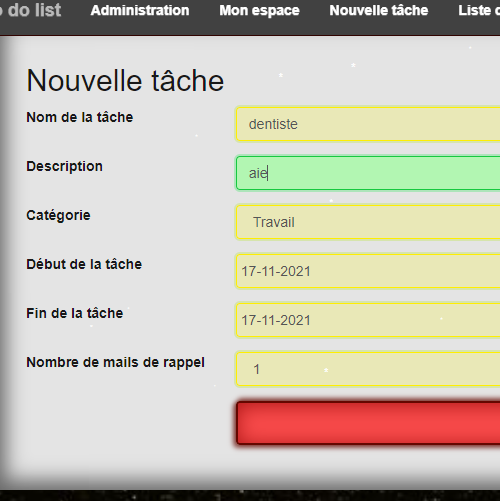 do list Administration Mon espace Nouvelle tâche Liste
Nouvelle tâche
Nom de la tâche dentiste
Description aie
Catégorie Travail
Début de la tâche 17-11-2021
Fin de la tâche 17-11-2021
Nombre de mails de rappel 1